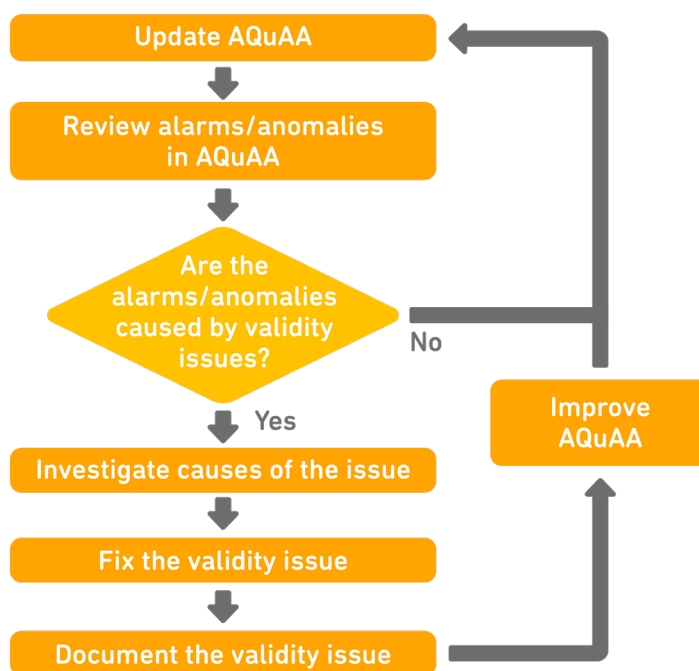 Update AQuAA
Review alarms/anomalies
in AQuAA
Are the
alarms/anomalies
caused by validity
issues?
No
Yes
Investigate causes of the issue
Fix the validity issue
Document the validity issue
Improve
AQuAA